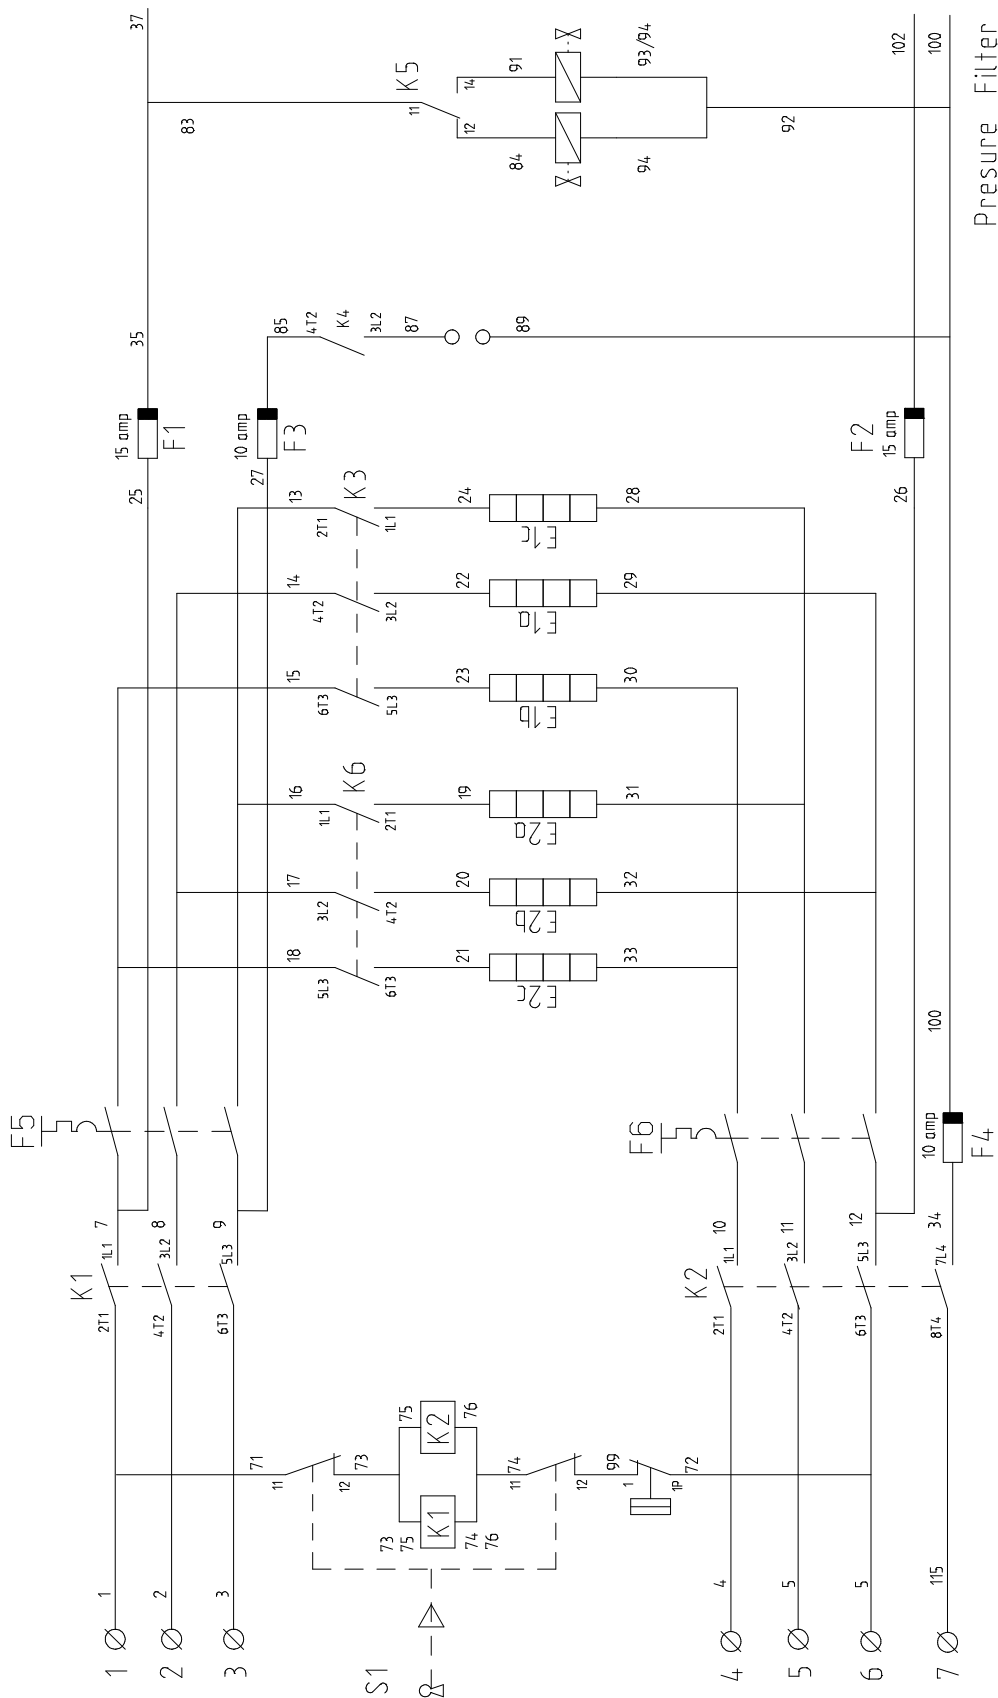 F5
K1
1
1
2T1
1L1
7
25
15 amp
F1
35
37
2
2
4T2
3L2
8
83
3
3
6T3
5L3
9
27
10 amp
F3
71
11
12
73
18
17
16
15
14
13
85
5L3
3L2
1L1
6T3
4T2
2T1
4T2
K4
3L2
K6
K3
6T3
4T2
2T1
5L3
3L2
1L1
S1
73
75
K1
K2
75
74
76
76
87
11
K5
12
14
21
20
19
23
22
24
74
11
12
84
91
89
E2c
E2b
E2a
E1b
E1a
E1c
99
1
1P
72
33
32
31
30
29
28
94
93/94
F6
K2
4
4
2T1
1L1
10
5
5
4T2
3L2
11
92
6
5
6T3
5L3
12
26
F2
15 amp
102
7
115
8T4
7L4
34
10 amp
F4
100
100
Presure Filter